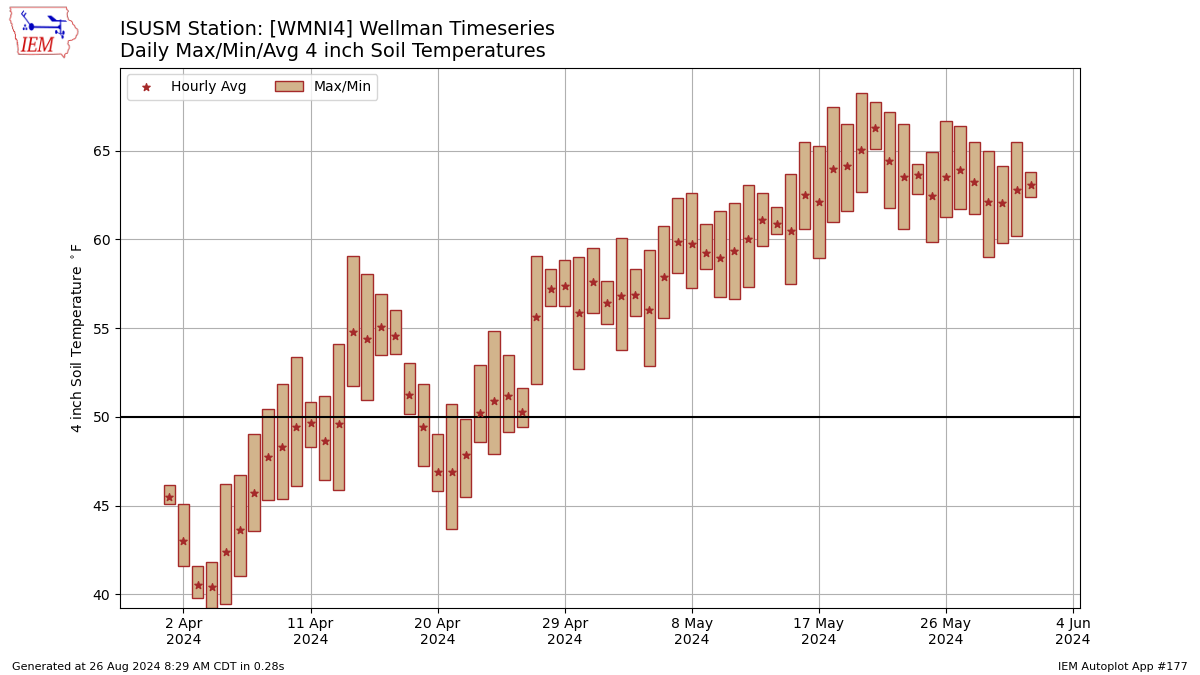 IEM
ISUSM Station: [WMNI4] Wellman Timeseries
Daily Max/Min/Avg 4 inch Soil Temperatures
Hourly Avg
Max/Min
4 inch Soil Temperature °F
65
60
55
50
45
40
2 Apr
2024
11 Apr
2024
20 Apr
2024
29 Apr
2024
8 May
2024
17 May
2024
26 May
2024
4 Jun
2024
Generated at 26 Aug 2024 8:29 AM CDT in 0.28s
IEM Autoplot App #177